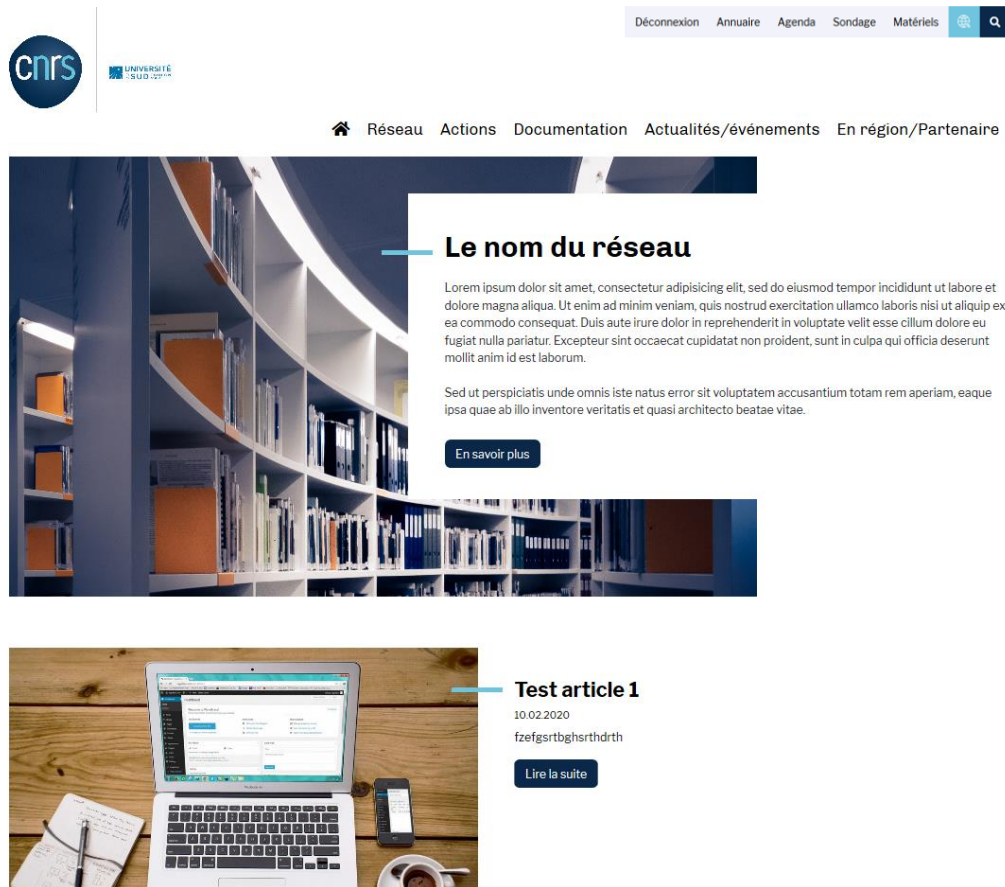 Déconnexion Annuaire Agenda Sondage Matériels
cnrs
UNIVERSITÉ
SUD
Réseau Actions Documentation Actualités/événements En région/Partenaire
Le nom du réseau
Lorem ipsum dolor sit amet, consectetur adipisicing elit, sed do eiusmod tempor incididunt ut labore et
dolore magna aliqua. Ut enim ad minim veniam, quis nostrud exercitation ullamco laboris nisi ut aliquip ex
ea commodo consequat. Duis aute irure dolor in reprehenderit in voluptate velit esse cillum dolore eu
fugiat nulla pariatur. Excepteur sint occaecat cupidatat non proident, sunt in culpa qui officia deserunt
mollit anim id est laborum.
Sed ut perspiciatis unde omnis iste natus error sit voluptatem accusantium totam rem aperiam, eaque
ipsa quae ab illo inventore veritatis et quasi architecto beatae vitae.
En savoir plus
Test article 1
10.02.2020
fzefgsrtbghsrthdrth
Lire la suite